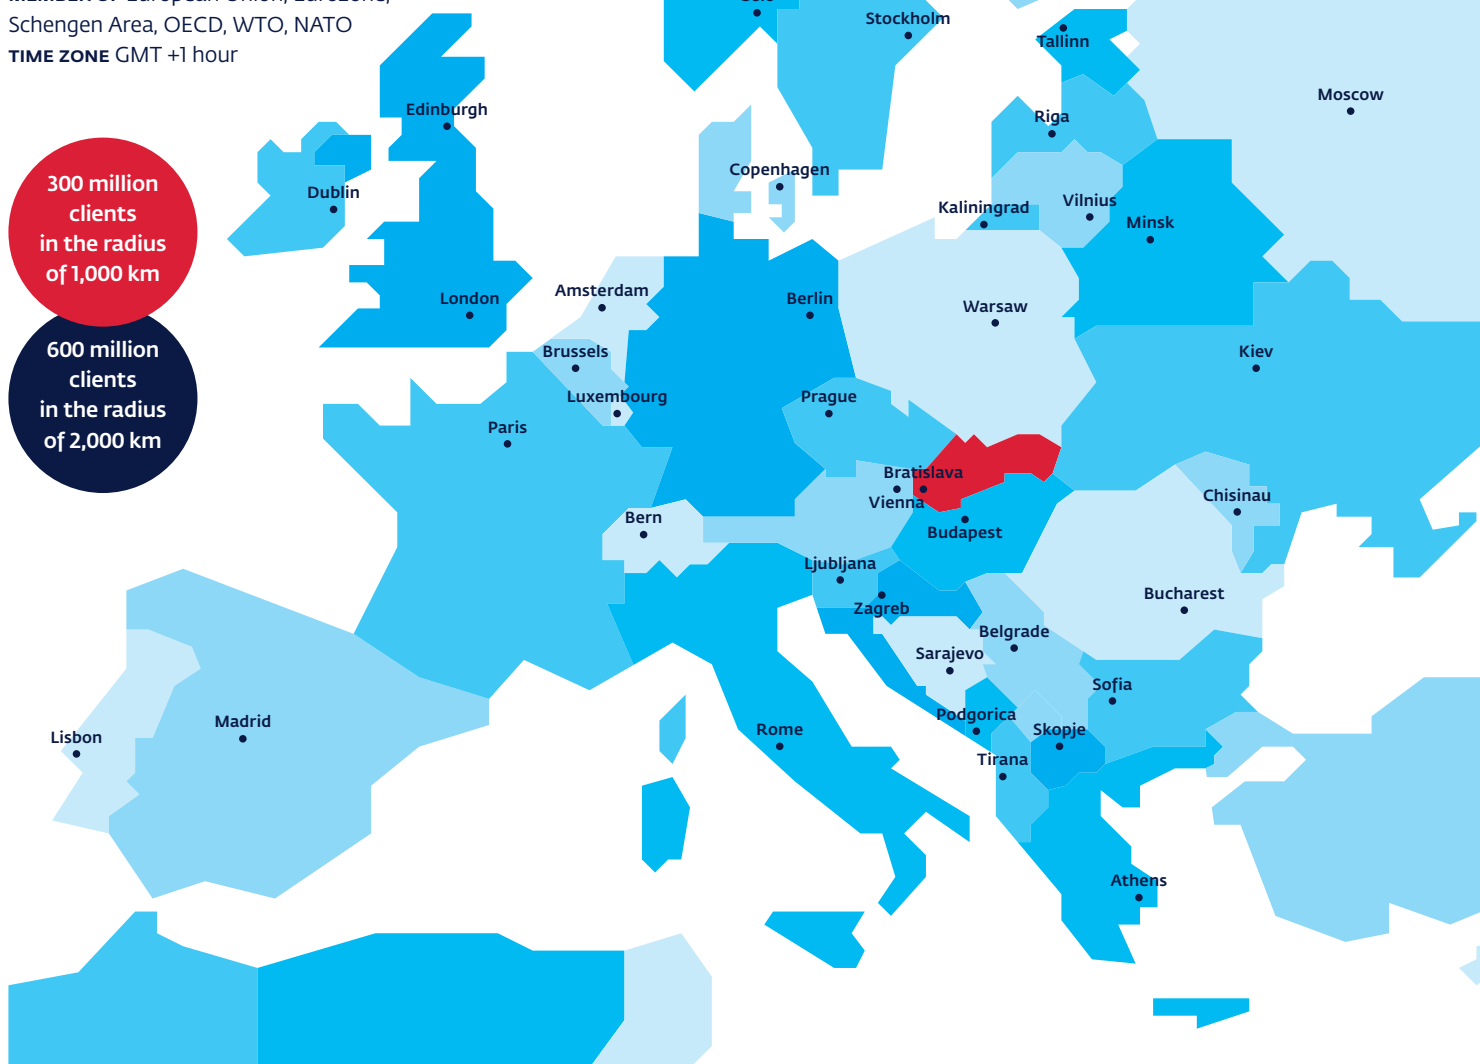 Schengen Area, OECD, WTO, NATO
TIME ZONE GMT +1 hour
300 million
clients
in the radius
of 1,000 km
600 million
clients
in the radius
of 2,000 km
Stockholm
Tallinn
Moscow
Edinburgh
Riga
Copenhagen
Dublin
Vilnius
Kaliningrad
Minsk
Amsterdam
London
Berlin
Warsaw
Brussels
Kiev
Luxembourg
Prague
Paris
Bratislava
Vienna
Chisinau
Bern
Budapest
Ljubljana
Bucharest
Zagreb
Belgrade
Sarajevo
Sofia
Podgorica
Lisbon
Madrid
Rome
Skopje
Tirana
Athens